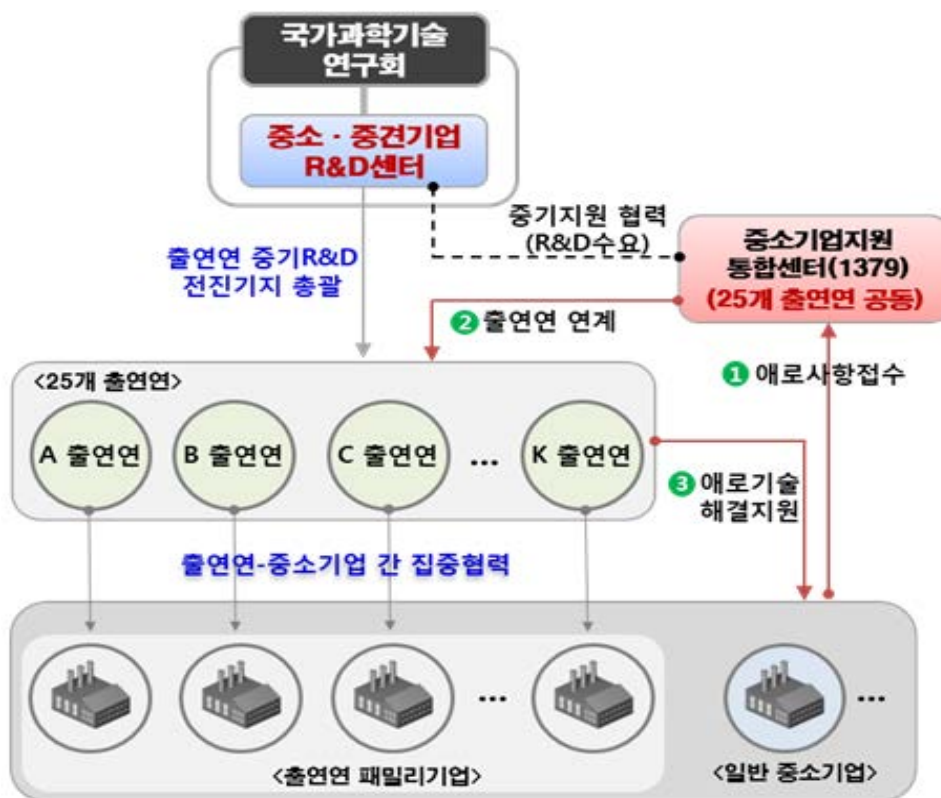 국가과학기술
연구회
중소 · 중견기업
R&D센터
중기지원 협력
(R&D수요)
중소기업지원
통합센터(1379)
(25개 출연연 공동)
출연연 중기R&D
전진기지 총괄
2 출연연 연계
1 애로사항접수
<25개 출연연>
A 출연연
B 출연연
C 출연연
...
K 출연연
3 애로기술
해결지원
출연연-중소기업 간 집중협력
...
...
<출연연 패밀리기업>
<일반 중소기업>